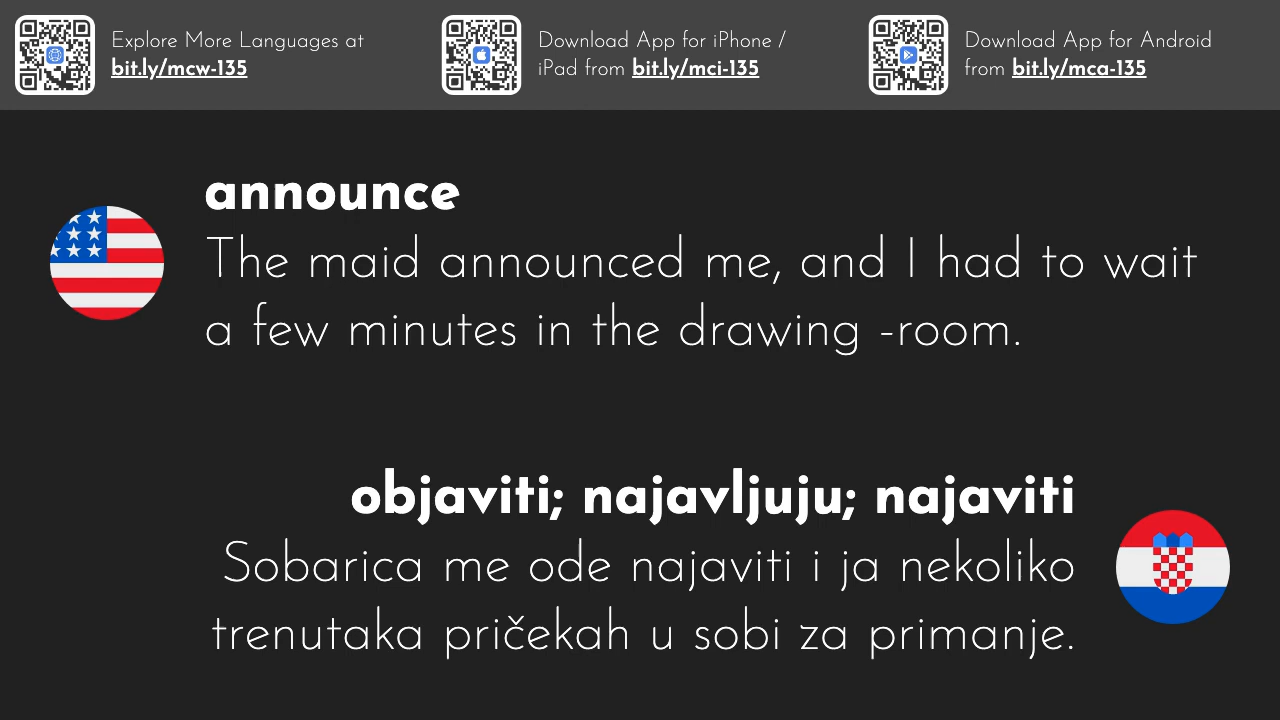 Explore More Languages at
bit.ly/mcw-135
Download App for iPhone /
iPad from bit.ly/mci-135
Download App for Android
from bit.ly/mca-135
announce
The maid announced me, and I had to wait
a few minutes in the drawing -room.
objaviti; najavljuju; najaviti
Sobarica me ode najaviti i ja nekoliko
trenutaka pričekah u sobi za primanje.